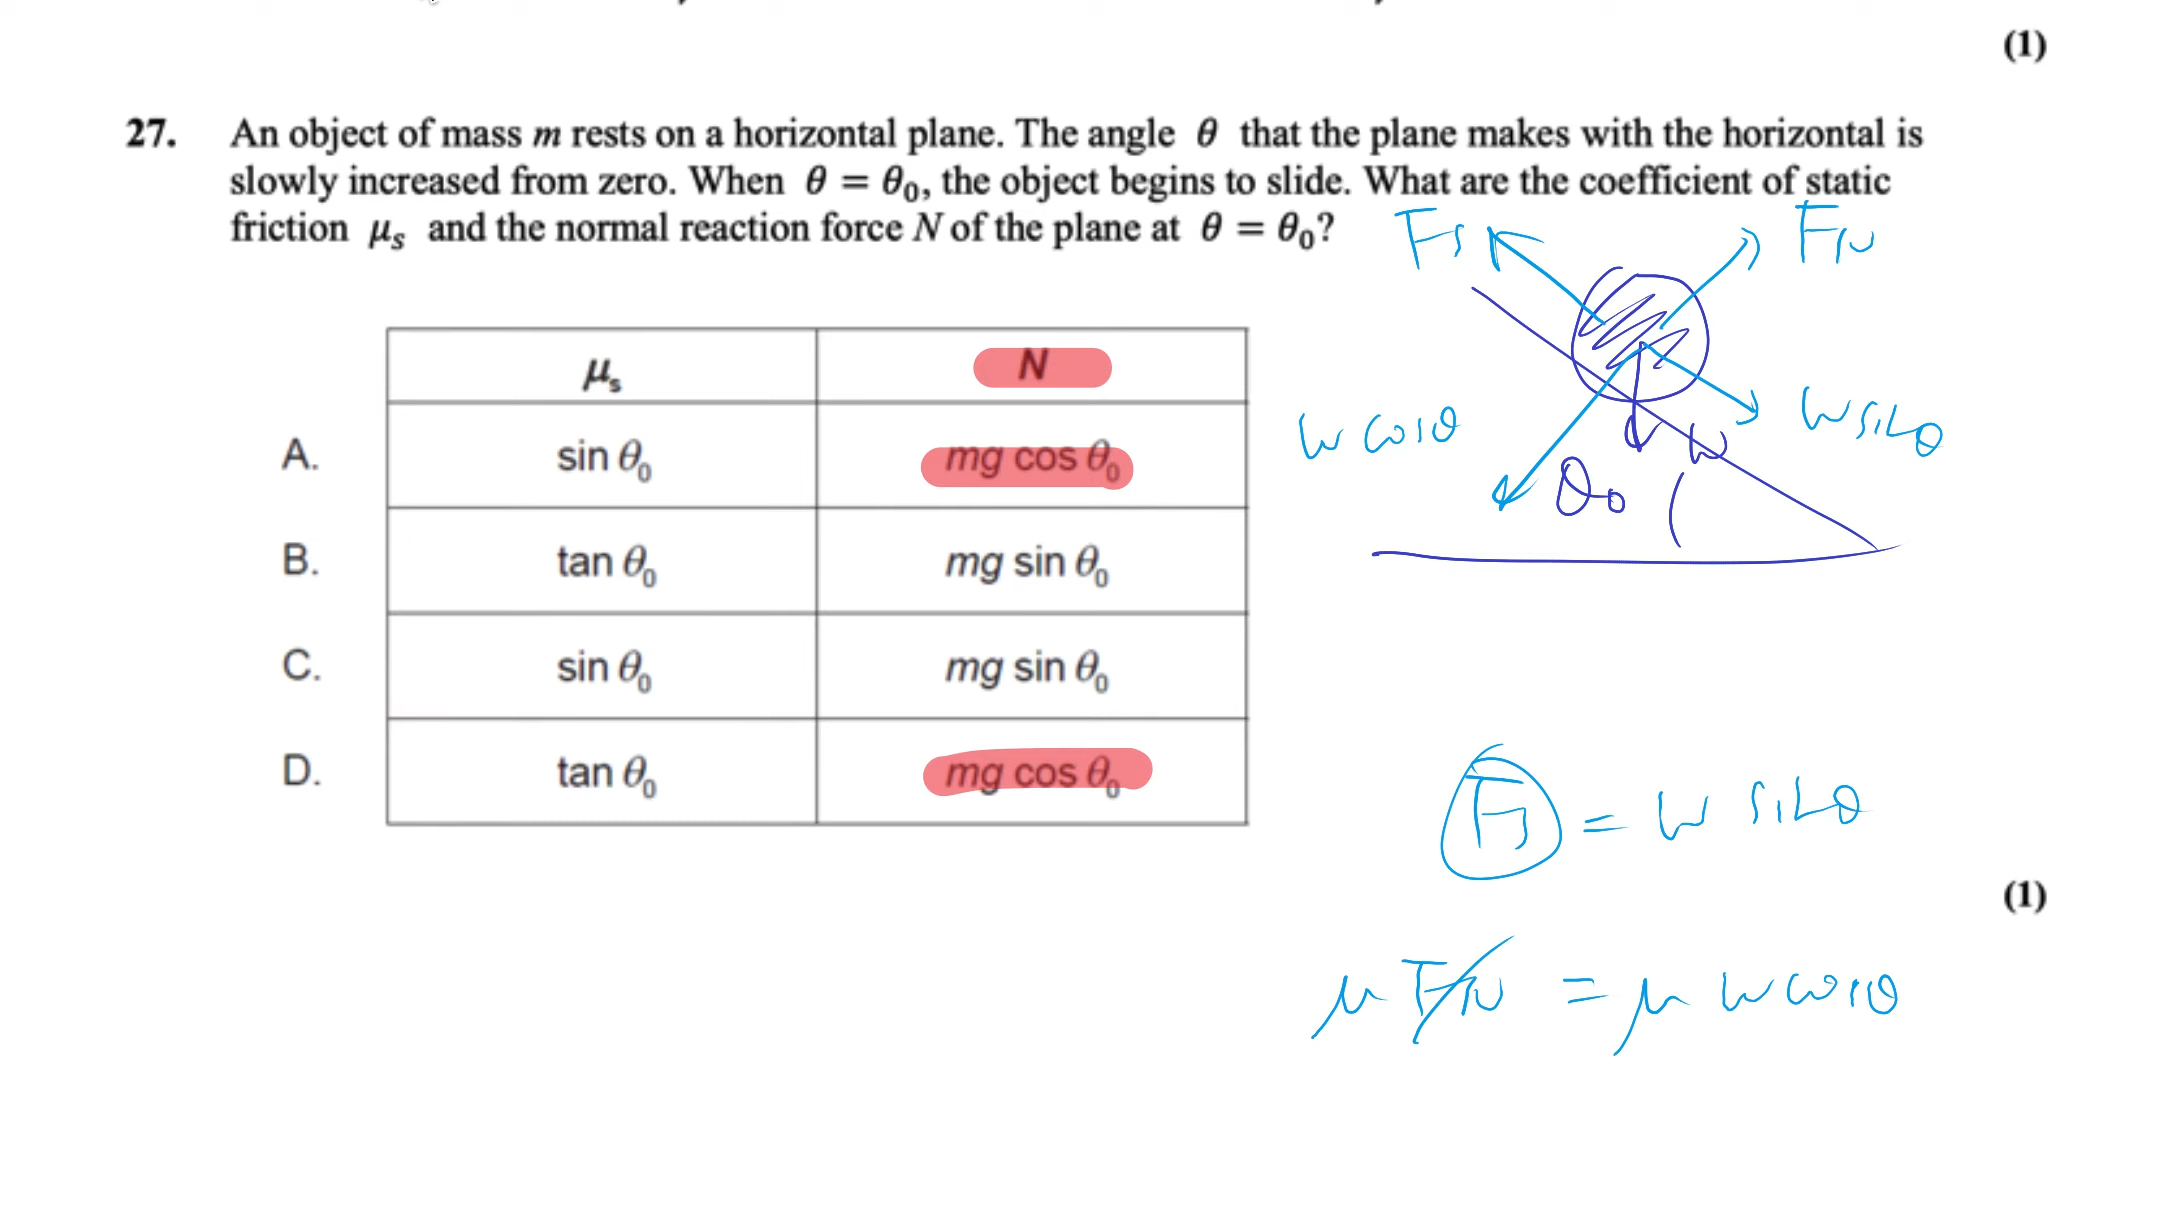 (1)
27. An object of mass m rests on a horizontal plane. The angle θ that the plane makes with the horizontal is
slowly increased from zero. When θ = θ₀, the object begins to slide. What are the coefficient of static
friction μₛ and the normal reaction force N of the plane at θ = θ₀?
Fs FN
μₛ N
A. sin θ₀ mg cos θ₀
B. tan θ₀ mg sin θ₀
C. sin θ₀ mg sin θ₀
D. tan θ₀ mg cos θ₀
W cosθ W W sinθ
θ₀
Fs = W sinθ
(1)
μ FN = μ W cosθ